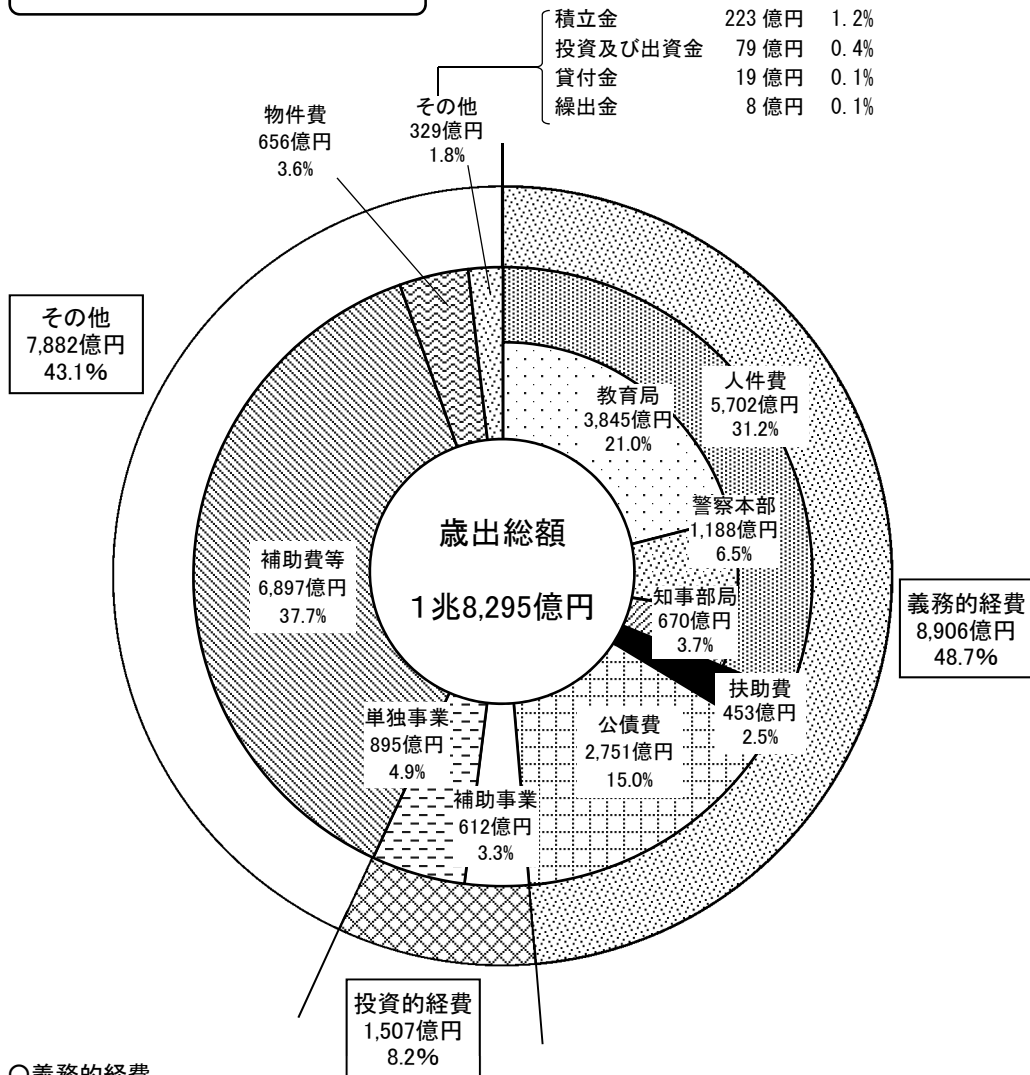 積立金 223 億円 1.2%
投資及び出資金 79 億円 0.4%
貸付金 19 億円 0.1%
繰出金 8 億円 0.1%
その他
329億円
1.8%
物件費
656億円
3.6%
その他
7,882億円
43.1%
人件費
5,702億円
31.2%
教育局
3,845億円
21.0%
警察本部
1,188億円
6.5%
知事部局
670億円
3.7%
扶助費
453億円
2.5%
義務的経費
8,906億円
48.7%
歳出総額
1兆8,295億円
補助費等
6,897億円
37.7%
公債費
2,751億円
15.0%
単独事業
895億円
4.9%
補助事業
612億円
3.3%
投資的経費
1,507億円
8.2%